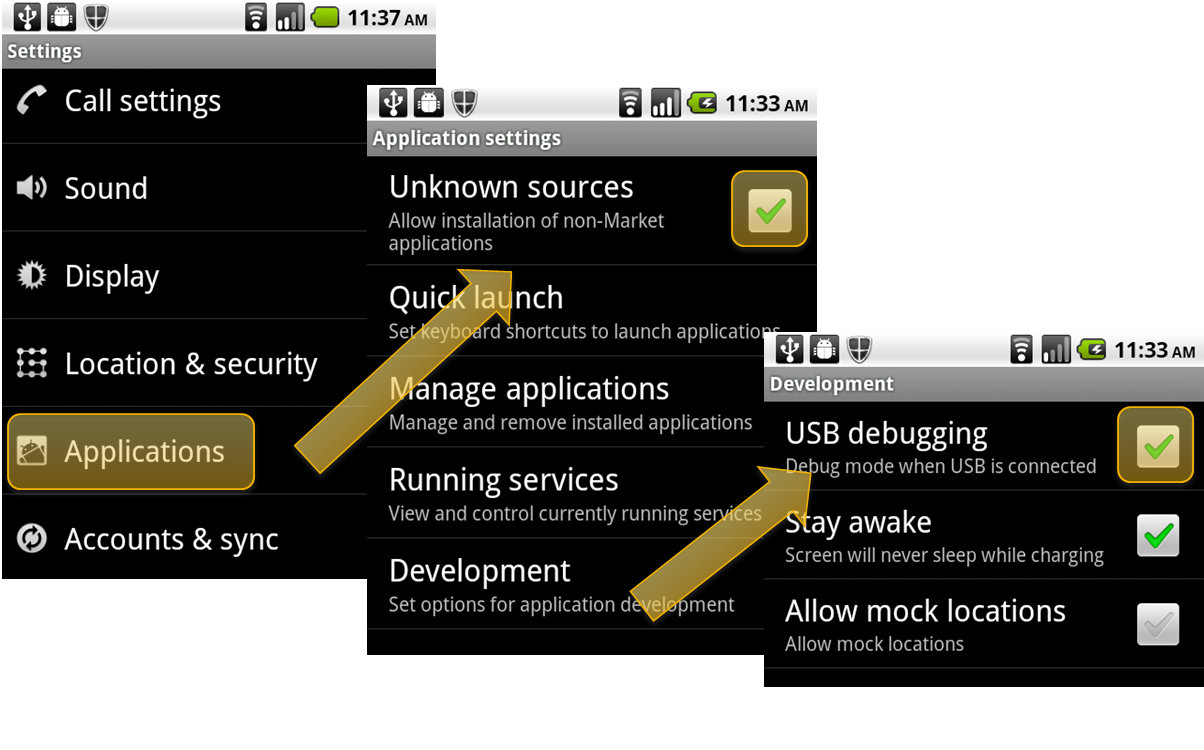 11:37 AM
Settings
Call settings
Sound
Display
Location & security
Applications
Accounts & sync
11:33 AM
Application settings
Unknown sources
Allow installation of non-Market
applications
Quick launch
Set keyboard shortcuts to launch applications
Manage applications
Manage and remove installed applications
Running services
View and control currently running services
Development
Set options for application development
11:33 AM
Development
USB debugging
Debug mode when USB is connected
Stay awake
Screen will never sleep while charging
Allow mock locations
Allow mock locations